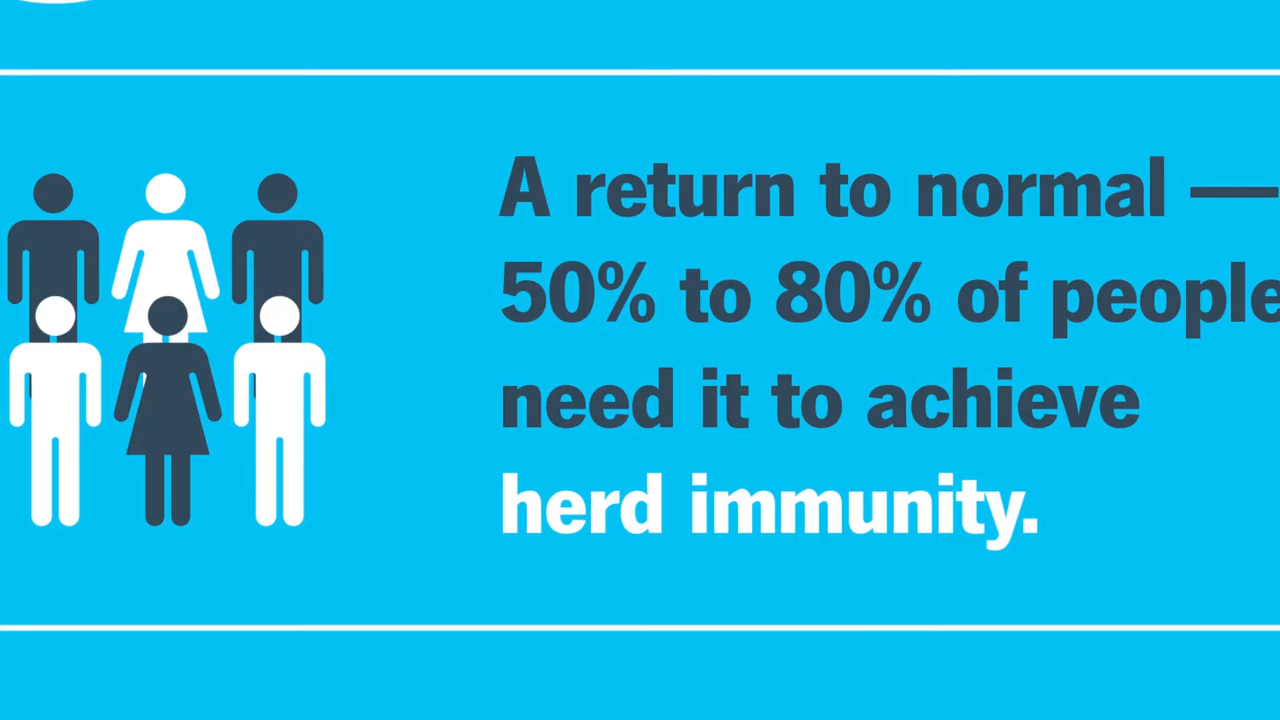 A return to normal —
50% to 80% of people
need it to achieve
herd immunity.